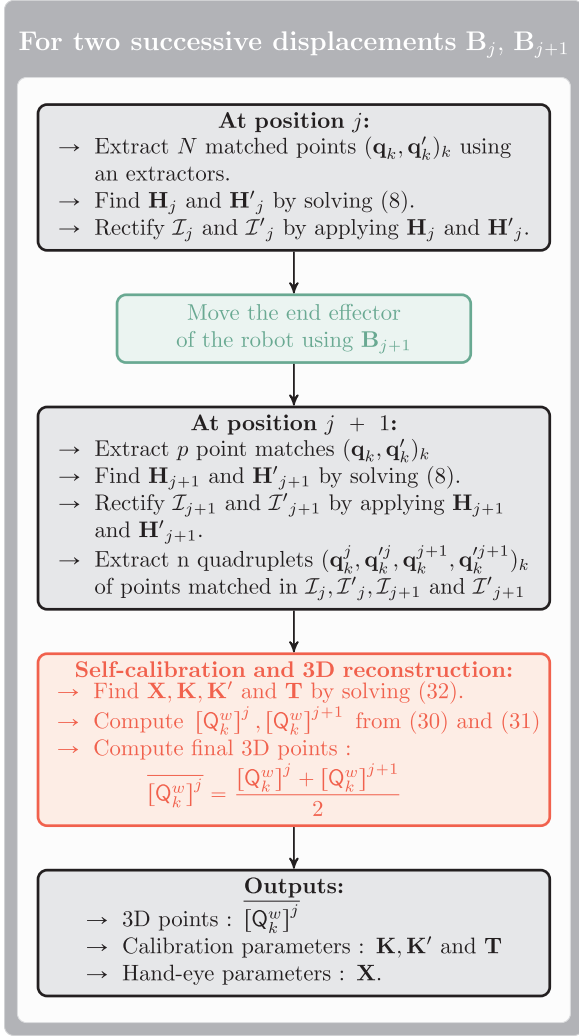 For two successive displacements B_j, B_{j+1}
At position j:
→ Extract N matched points (q_k, q′_k)_k using
an extractors.
→ Find H_j and H′_j by solving (8).
→ Rectify ℐ_j and ℐ′_j by applying H_j and H′_j.
Move the end effector
of the robot using B_{j+1}
At position j + 1:
→ Extract p point matches (q_k, q′_k)_k
→ Find H_{j+1} and H′_{j+1} by solving (8).
→ Rectify ℐ_{j+1} and ℐ′_{j+1} by applying H_{j+1}
and H′_{j+1}.
→ Extract n quadruplets (q_k^j, q′_k^j, q_k^{j+1}, q′_k^{j+1})_k
of points matched in ℐ_j, ℐ′_j, ℐ_{j+1} and ℐ′_{j+1}
Self-calibration and 3D reconstruction:
→ Find X, K, K′ and T by solving (32).
→ Compute [Q_k^w]^j, [Q_k^w]^{j+1} from (30) and (31)
→ Compute final 3D points :
\overline{[Q_k^w]^j} = \frac{[Q_k^w]^j + [Q_k^w]^{j+1}}{2}
Outputs:
→ 3D points : \overline{[Q_k^w]^j}
→ Calibration parameters : K, K′ and T
→ Hand-eye parameters : X.